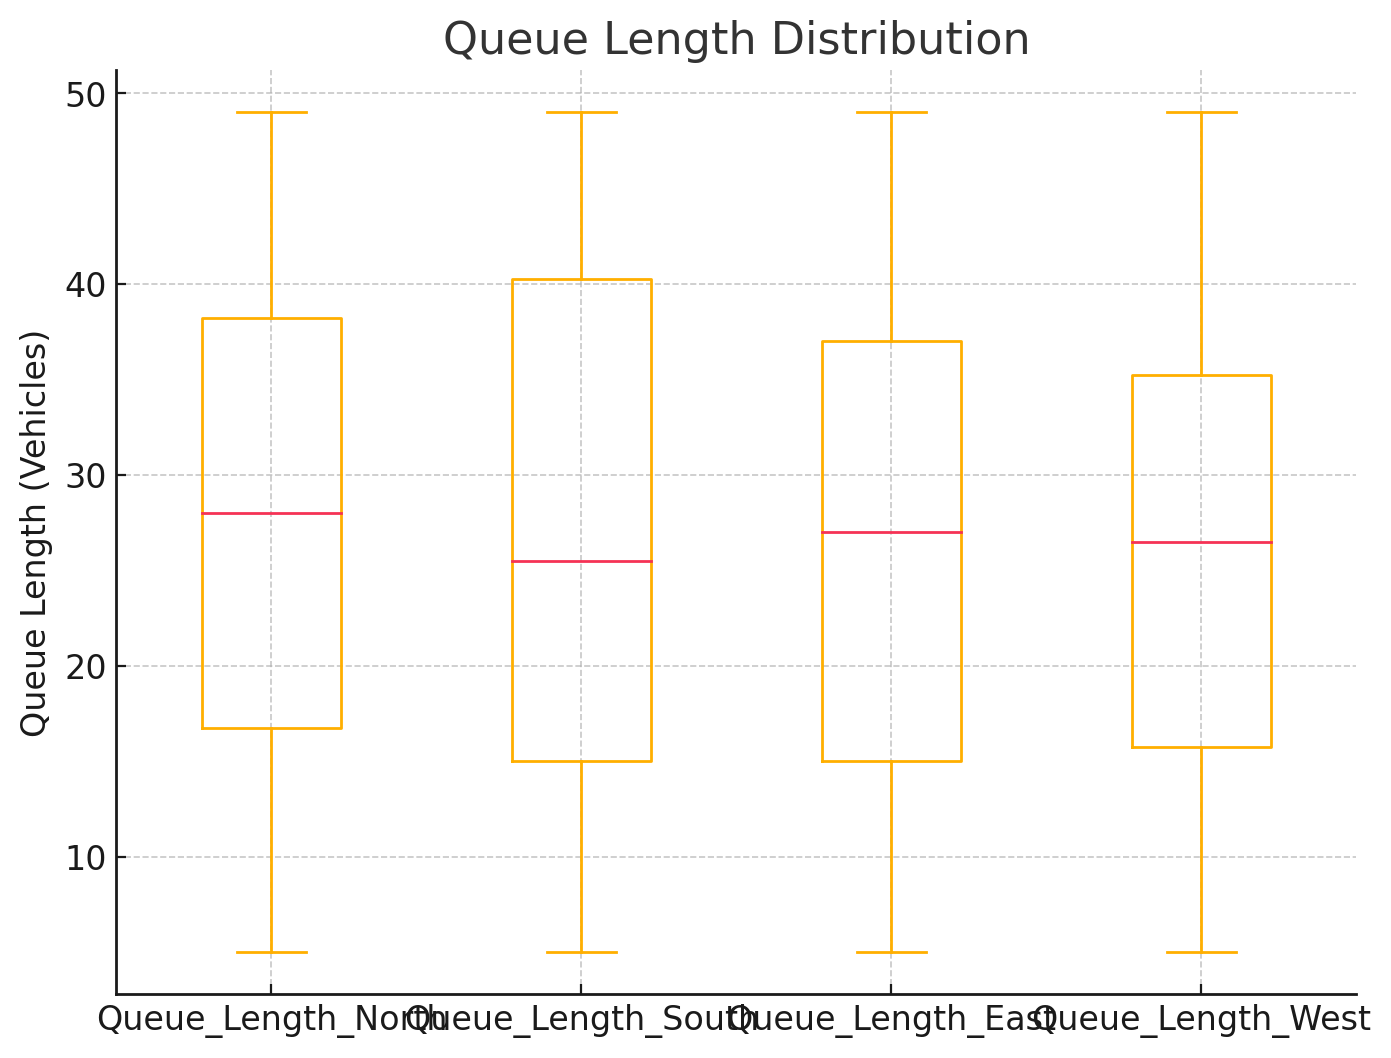 Queue Length Distribution
Queue Length (Vehicles)
50
40
30
20
10
Queue_Length_North
Queue_Length_South
Queue_Length_East
Queue_Length_West